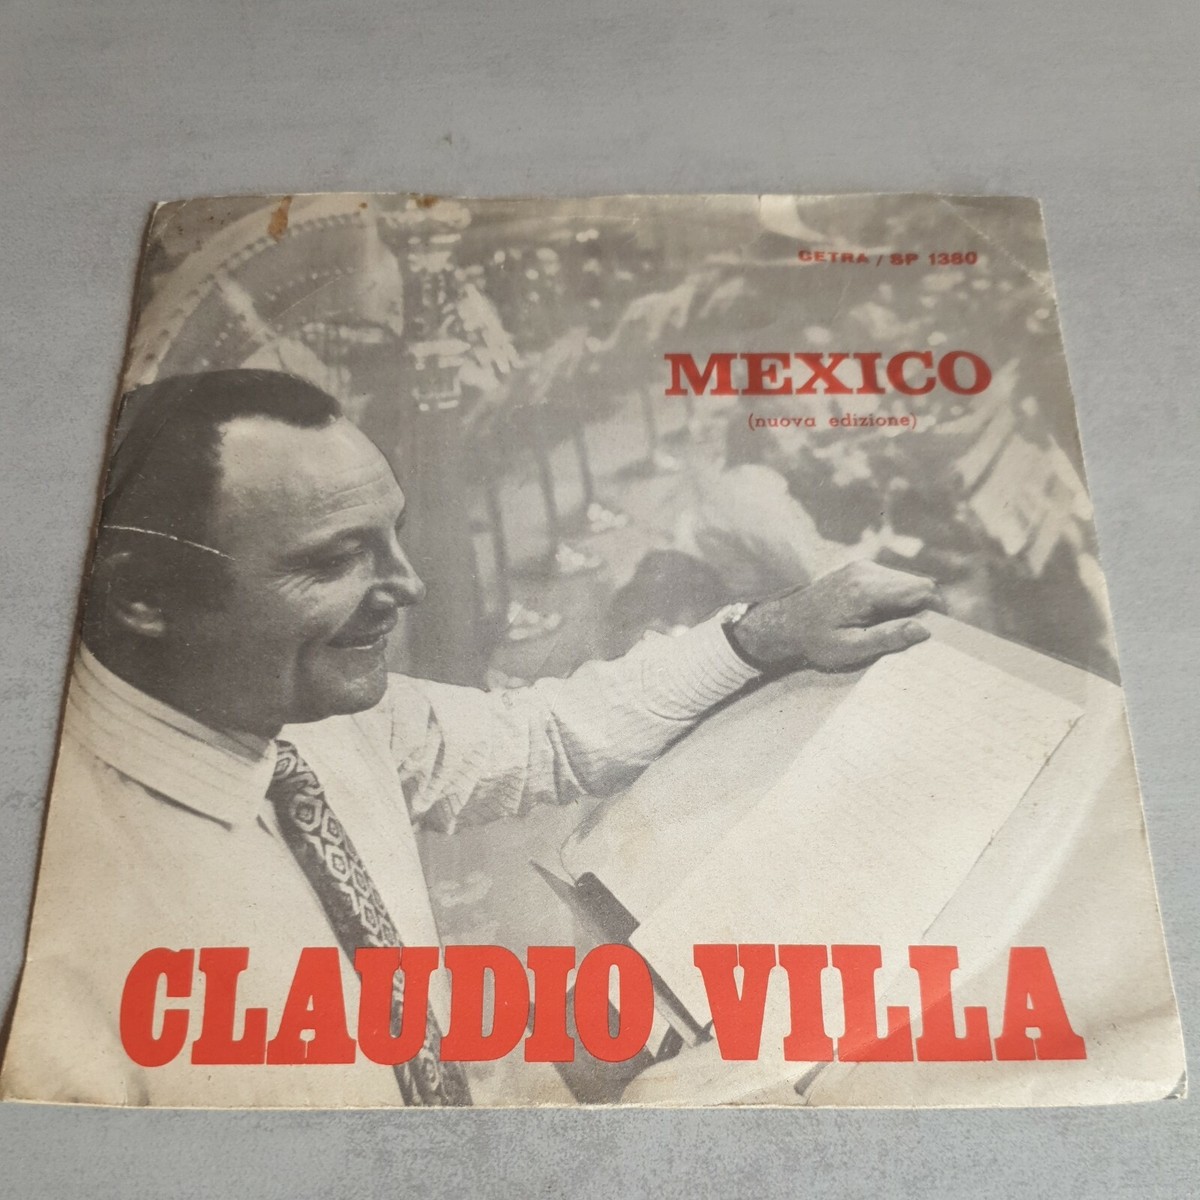 CETRA / SP 1380
MEXICO
(nuova edizione)
CLAUDIO VILLA